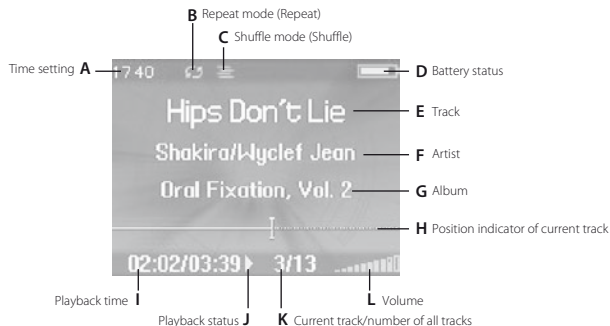 B Repeat mode (Repeat)
C Shuffle mode (Shuffle)
Time setting A
17 40
D Battery status
Hips Don't Lie
E Track
Shakira/Wyclef Jean
F Artist
Oral Fixation, Vol. 2
G Album
H Position indicator of current track
02:02/03:39 3/13
Playback time I
L Volume
Playback status J
K Current track/number of all tracks